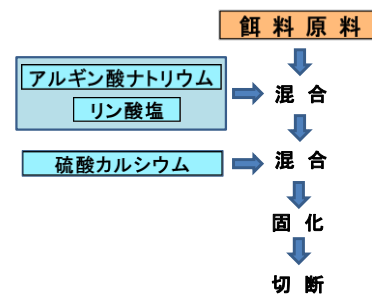 餌料原料
アルギン酸ナトリウム
リン酸塩
混合
硫酸カルシウム
混合
固化
切断